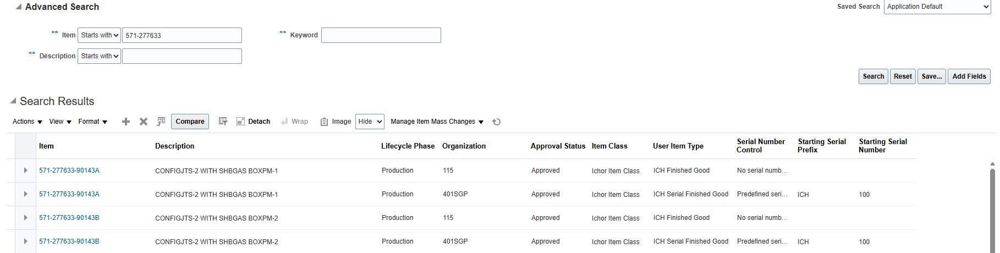 Advanced Search
Saved Search Application Default
** Item Starts with 571-277633 ** Keyword
** Description Starts with
Search Reset Save... Add Fields
Search Results
Actions View Format Compare Detach Wrap Image Hide Manage Item Mass Changes
Item Description Lifecycle Phase Organization Approval Status Item Class User Item Type Serial Number Control Starting Serial Prefix Starting Serial Number
571-277633-90143A CONFIGJTS-2 WITH SHBGAS BOXPM-1 Production 115 Approved Ichor Item Class ICH Finished Good No serial numb...
571-277633-90143A CONFIGJTS-2 WITH SHBGAS BOXPM-1 Production 401SGP Approved Ichor Item Class ICH Serial Finished Good Predefined seri... ICH 100
571-277633-90143B CONFIGJTS-2 WITH SHBGAS BOXPM-2 Production 115 Approved Ichor Item Class ICH Finished Good No serial numb...
571-277633-90143B CONFIGJTS-2 WITH SHBGAS BOXPM-2 Production 401SGP Approved Ichor Item Class ICH Serial Finished Good Predefined seri... ICH 100